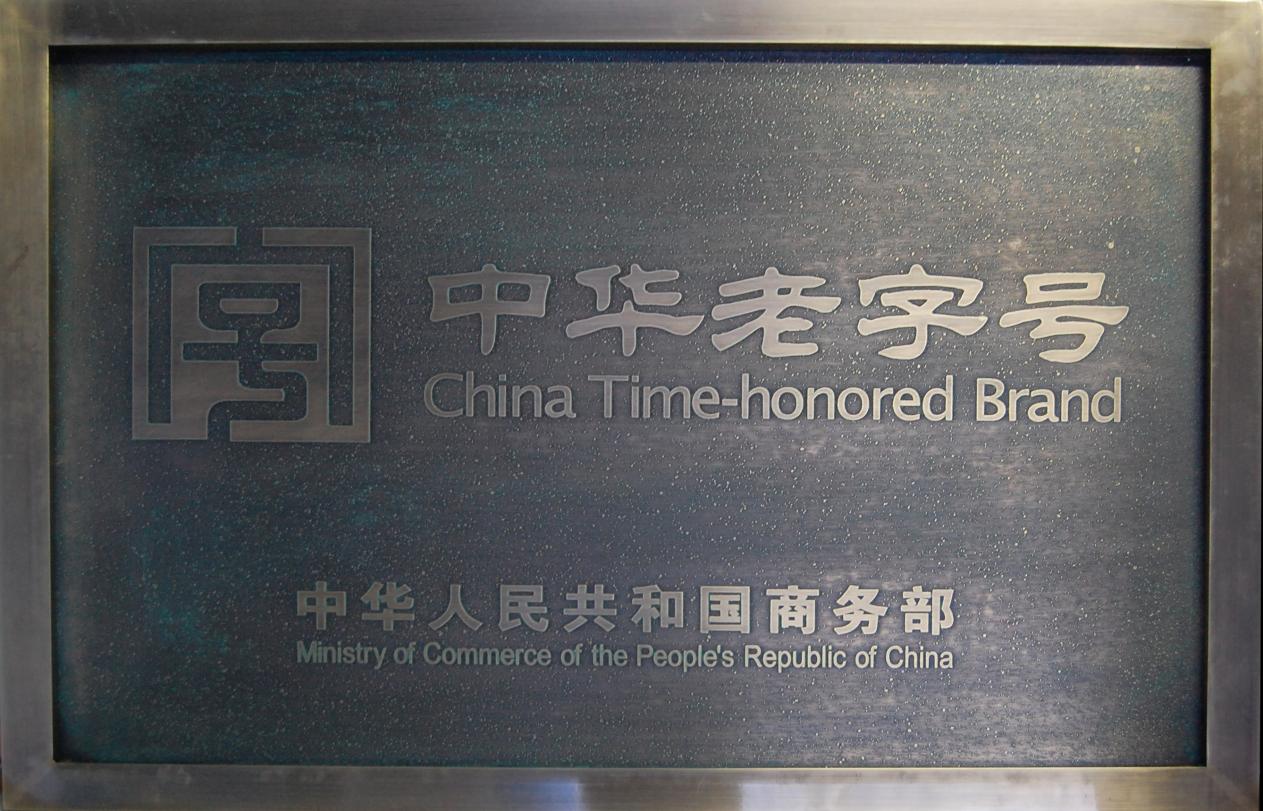 中华老字号
China Time-honored Brand
中华人民共和国商务部
Ministry of Commerce of the People's Republic of China